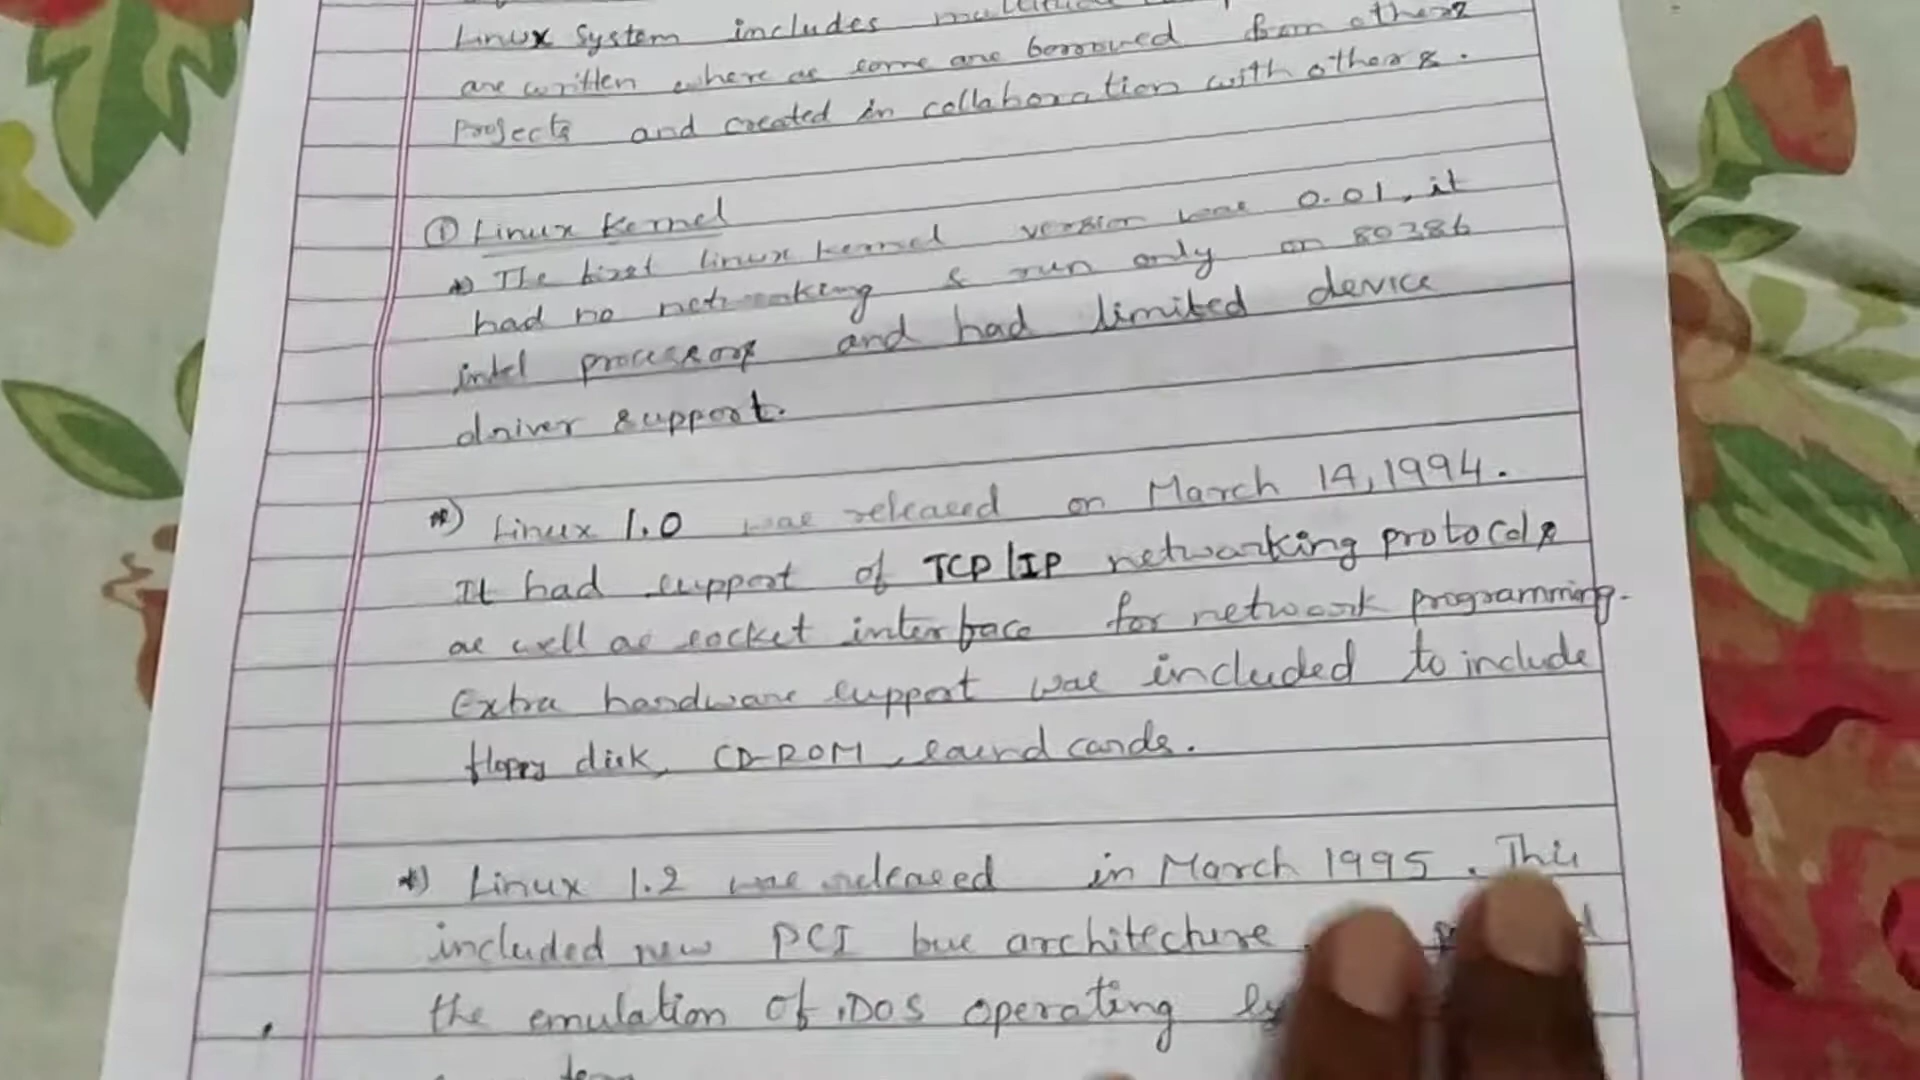 Linux System includes
are written where as some are borrowed from other
Projects and created in collaboration with others.
① Linux Kernel
*) The first linux kernel version was 0.01, it
had no networking & run only on 80386
intel processor and had limited device
driver support.
*) Linux 1.0 was released on March 14, 1994.
It had support of TCP/IP networking protocols
as well as socket interface for network programming.
Extra hardware support was included to include
floppy disk, CD-ROM, sound cards.
*) Linux 1.2 was released in March 1995. This
included new PCI bus architecture
the emulation of DOS operating